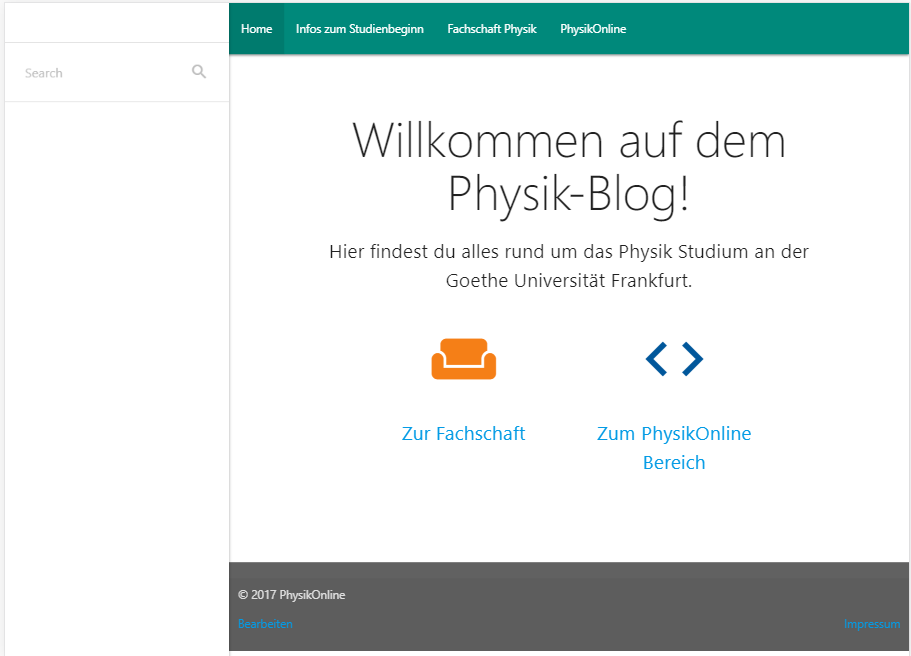 Home Infos zum Studienbeginn Fachschaft Physik PhysikOnline
Search
Willkommen auf dem
Physik-Blog!
Hier findest du alles rund um das Physik Studium an der
Goethe Universität Frankfurt.
Zur Fachschaft
Zum PhysikOnline
Bereich
© 2017 PhysikOnline
Bearbeiten
Impressum